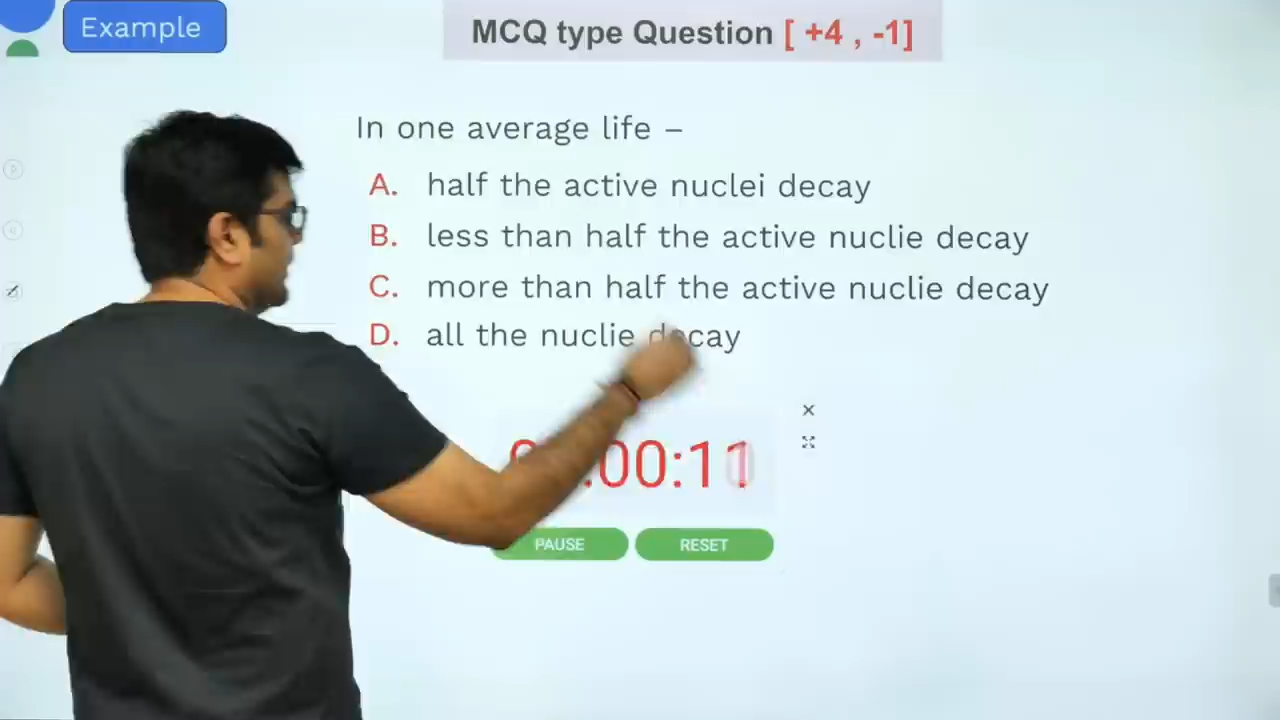 Example
MCQ type Question [ +4 , -1]
In one average life –
A. half the active nuclei decay
B. less than half the active nuclie decay
C. more than half the active nuclie decay
D. all the nuclie decay
00:11
PAUSE
RESET